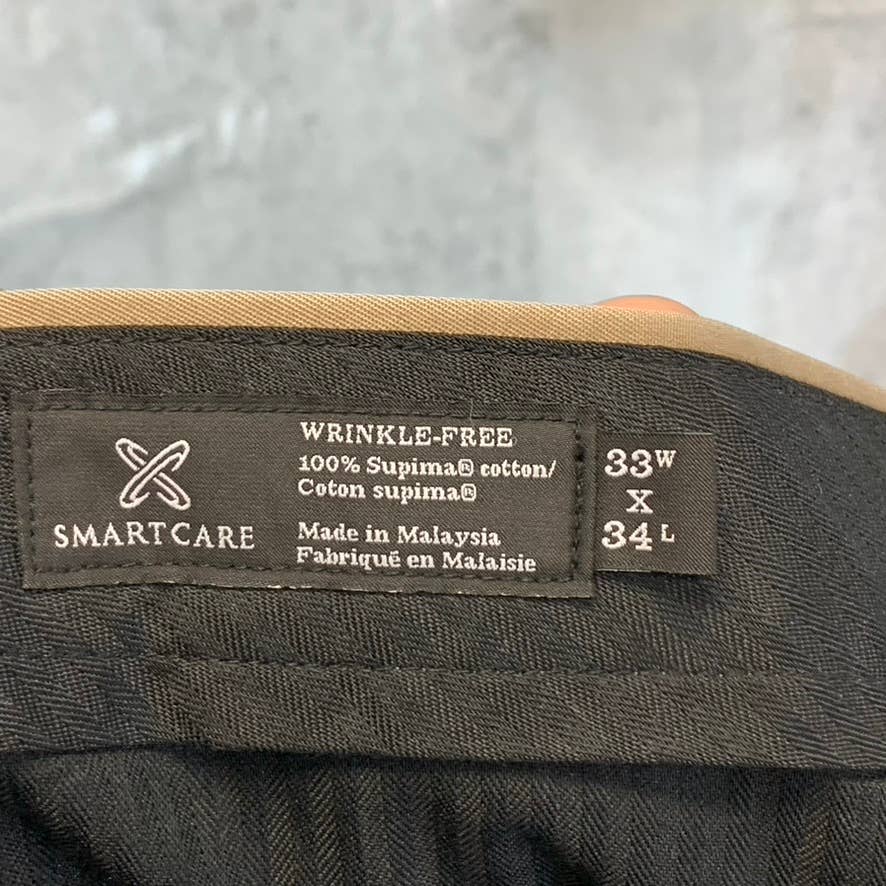 SMARTCARE
WRINKLE-FREE
100% Supima® cotton/
Coton supima®
Made in Malaysia
Fabriqué en Malaisie
33W
X
34L